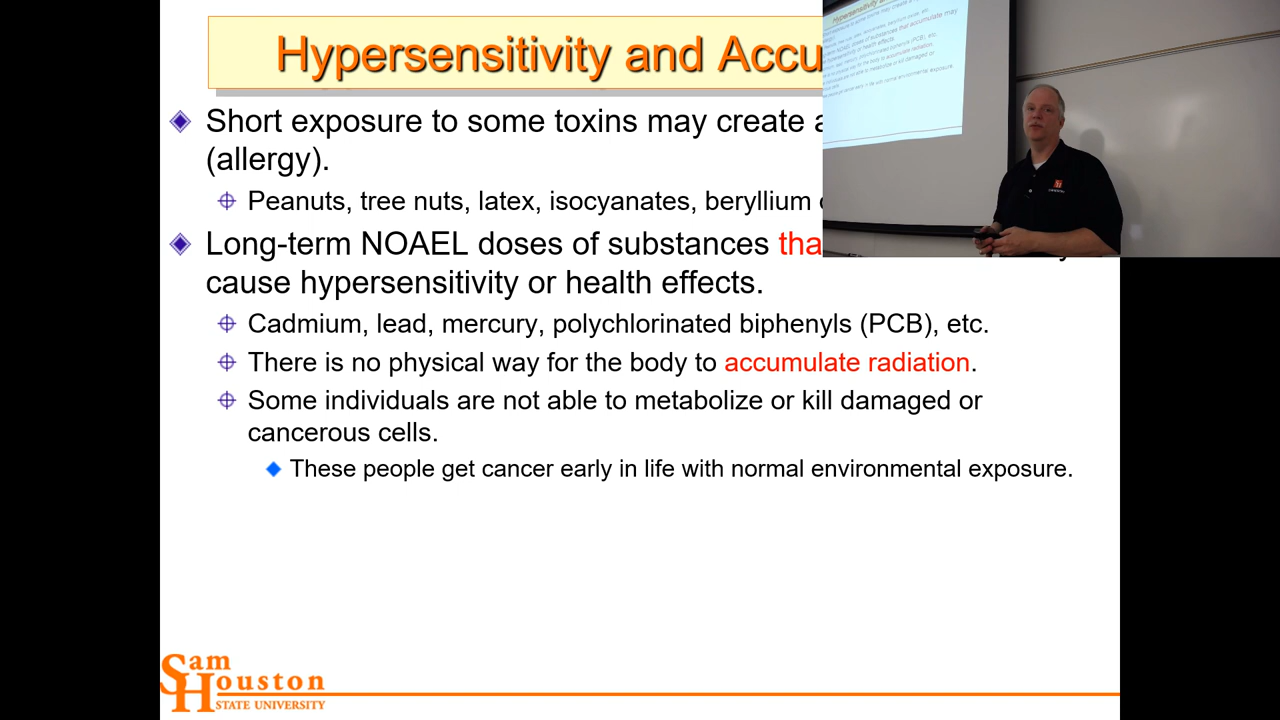 Hypersensitivity and Accu
Short exposure to some toxins may create a
(allergy).
Peanuts, tree nuts, latex, isocyanates, beryllium
Long-term NOAEL doses of substances tha
cause hypersensitivity or health effects.
Cadmium, lead, mercury, polychlorinated biphenyls (PCB), etc.
There is no physical way for the body to accumulate radiation.
Some individuals are not able to metabolize or kill damaged or
cancerous cells.
These people get cancer early in life with normal environmental exposure.
Sam
Houston
STATE UNIVERSITY